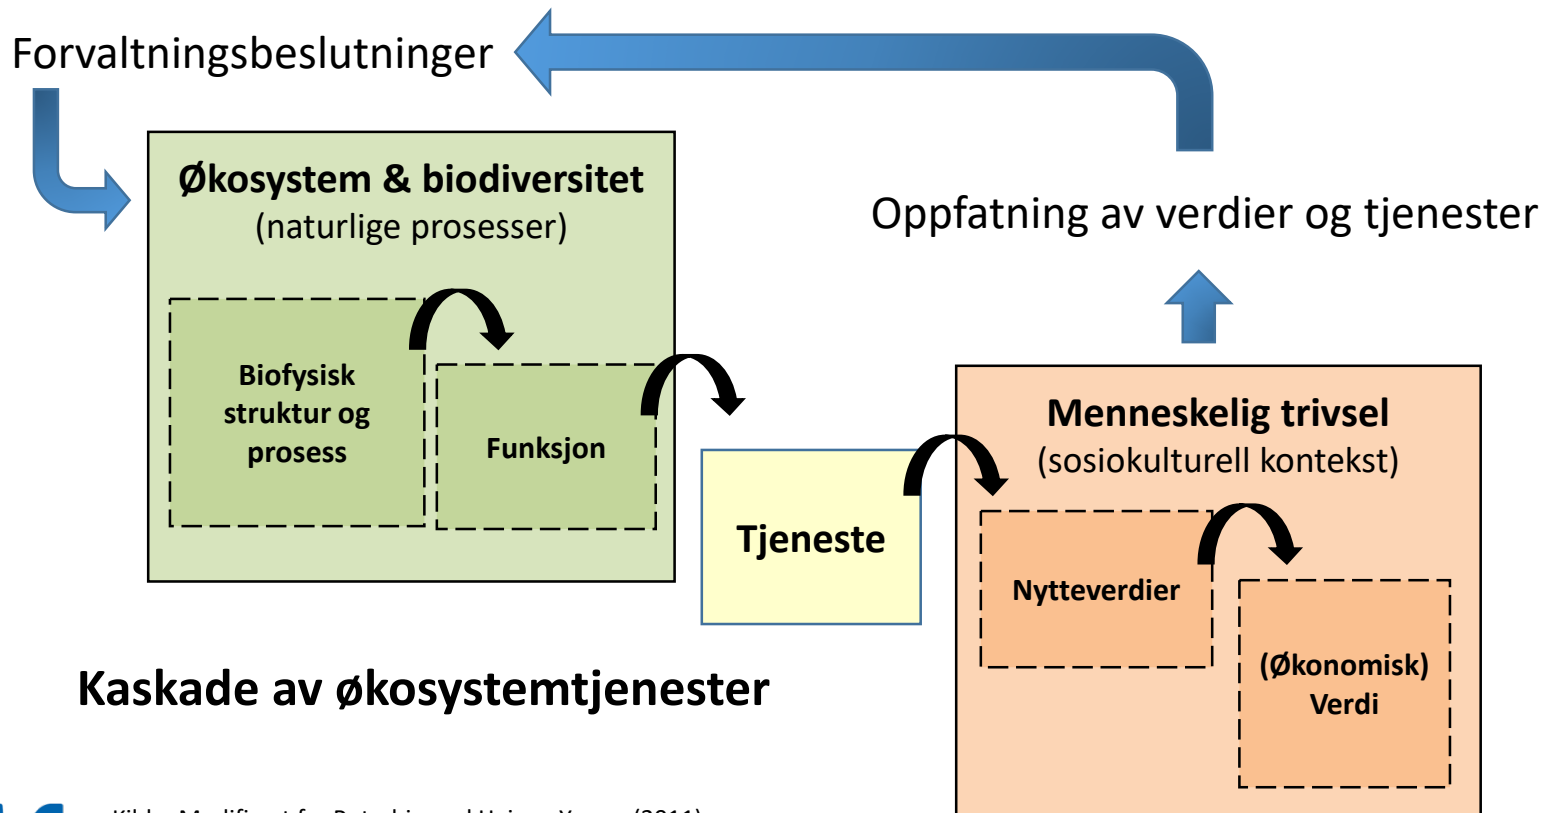 Forvaltningsbeslutninger
Økosystem & biodiversitet
(naturlige prosesser)
Oppfatning av verdier og tjenester
Biofysisk
struktur og
prosess
Funksjon
Tjeneste
Menneskelig trivsel
(sosiokulturell kontekst)
Nytteverdier
(Økonomisk)
Verdi
Kaskade av økosystemtjenester